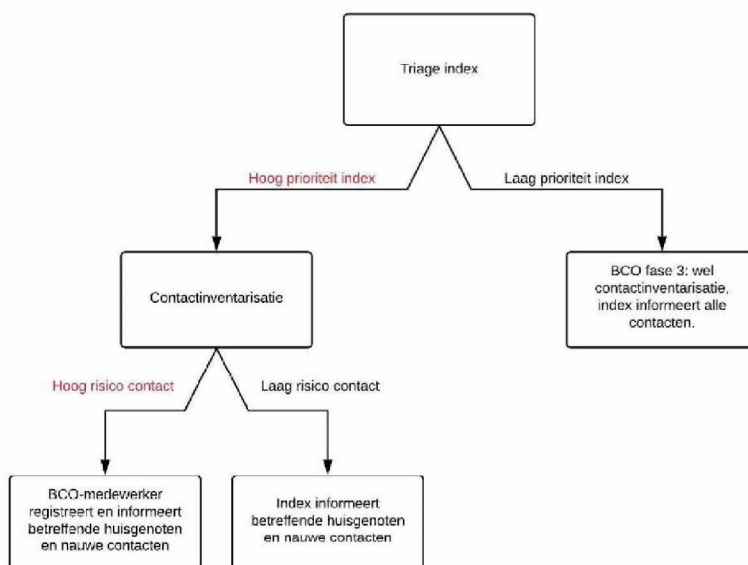 Triage index
Hoog prioriteit index
Laag prioriteit index
Contactinventarisatie
BCO fase 3: wel
contactinventarisatie,
index informeert alle
contacten.
Hoog risico contact
Laag risico contact
BCO-medewerker
registreert en informeert
betreffende huisgenoten
en nauwe contacten
Index informeert
betreffende huisgenoten
en nauwe contacten